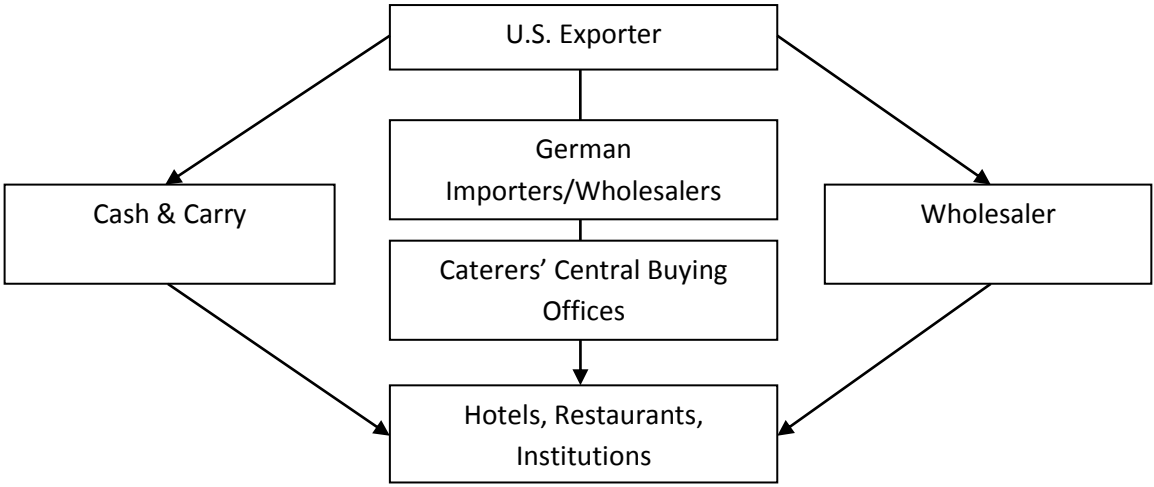 U.S. Exporter
German
Importers/Wholesalers
Cash & Carry
Wholesaler
Caterers’ Central Buying
Offices
Hotels, Restaurants,
Institutions